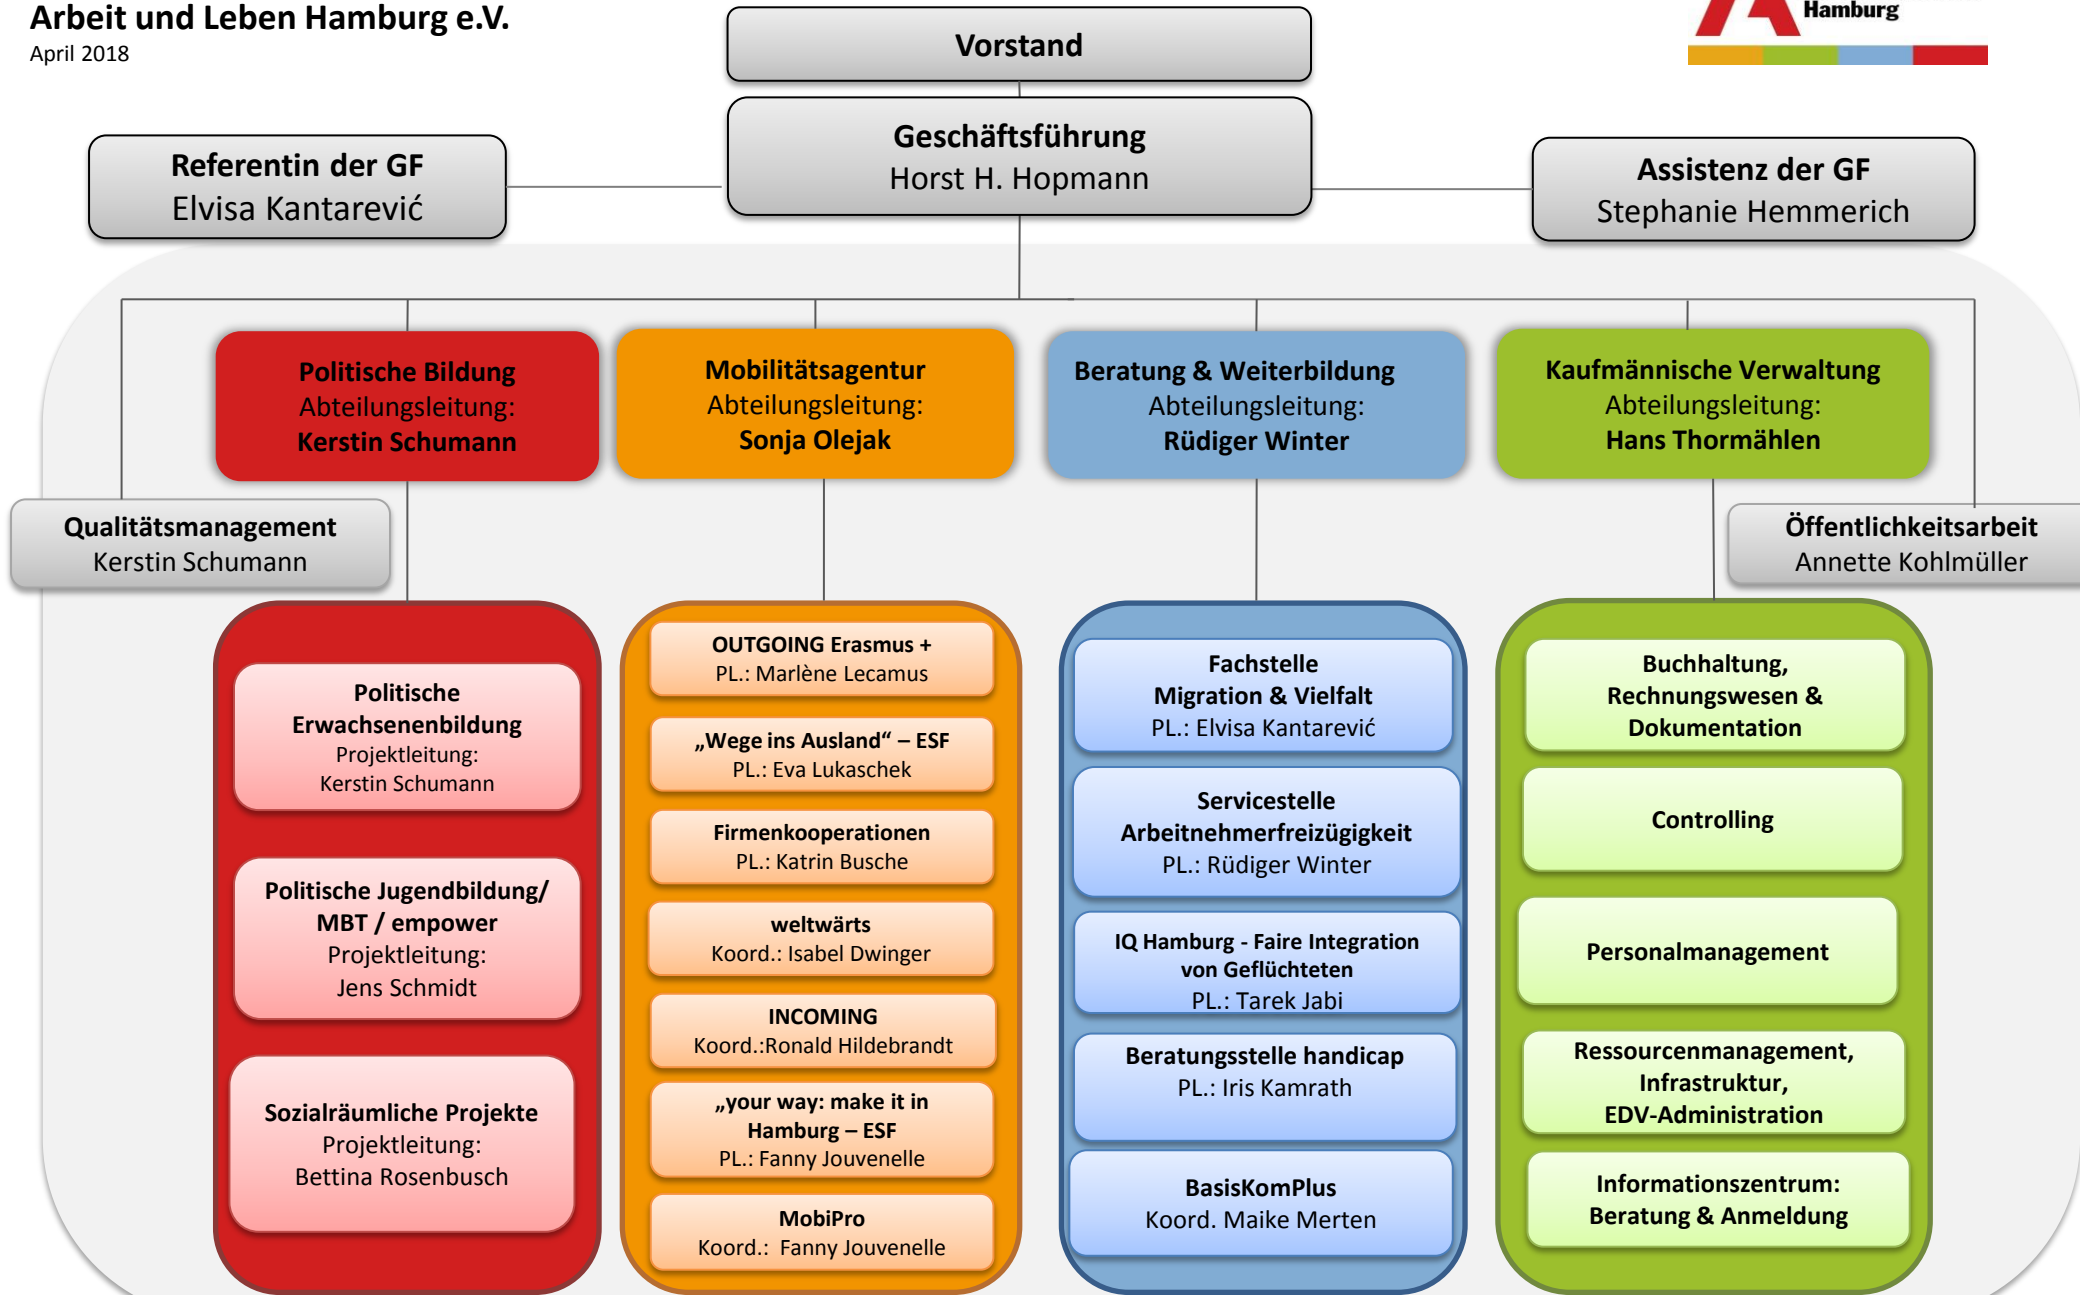 Arbeit und Leben Hamburg e.V.
April 2018
Hamburg
Vorstand
Geschäftsführung
Horst H. Hopmann
Referentin der GF
Elvisa Kantarević
Assistenz der GF
Stephanie Hemmerich
Politische Bildung
Abteilungsleitung:
Kerstin Schumann
Mobilitätsagentur
Abteilungsleitung:
Sonja Olejak
Beratung & Weiterbildung
Abteilungsleitung:
Rüdiger Winter
Kaufmännische Verwaltung
Abteilungsleitung:
Hans Thormählen
Qualitätsmanagement
Kerstin Schumann
Öffentlichkeitsarbeit
Annette Kohlmüller
Politische
Erwachsenenbildung
Projektleitung:
Kerstin Schumann
Politische Jugendbildung/
MBT / empower
Projektleitung:
Jens Schmidt
Sozialräumliche Projekte
Projektleitung:
Bettina Rosenbusch
OUTGOING Erasmus +
PL.: Marlène Lecamus
„Wege ins Ausland“ – ESF
PL.: Eva Lukaschek
Firmenkooperationen
PL.: Katrin Busche
weltwärts
Koord.: Isabel Dwinger
INCOMING
Koord.:Ronald Hildebrandt
„your way: make it in
Hamburg – ESF
PL.: Fanny Jouvenelle
MobiPro
Koord.: Fanny Jouvenelle
Fachstelle
Migration & Vielfalt
PL.: Elvisa Kantarević
Servicestelle
Arbeitnehmerfreizügigkeit
PL.: Rüdiger Winter
IQ Hamburg - Faire Integration
von Geflüchteten
PL.: Tarek Jabi
Beratungsstelle handicap
PL.: Iris Kamrath
BasisKomPlus
Koord. Maike Merten
Buchhaltung,
Rechnungswesen &
Dokumentation
Controlling
Personalmanagement
Ressourcenmanagement,
Infrastruktur,
EDV-Administration
Informationszentrum:
Beratung & Anmeldung